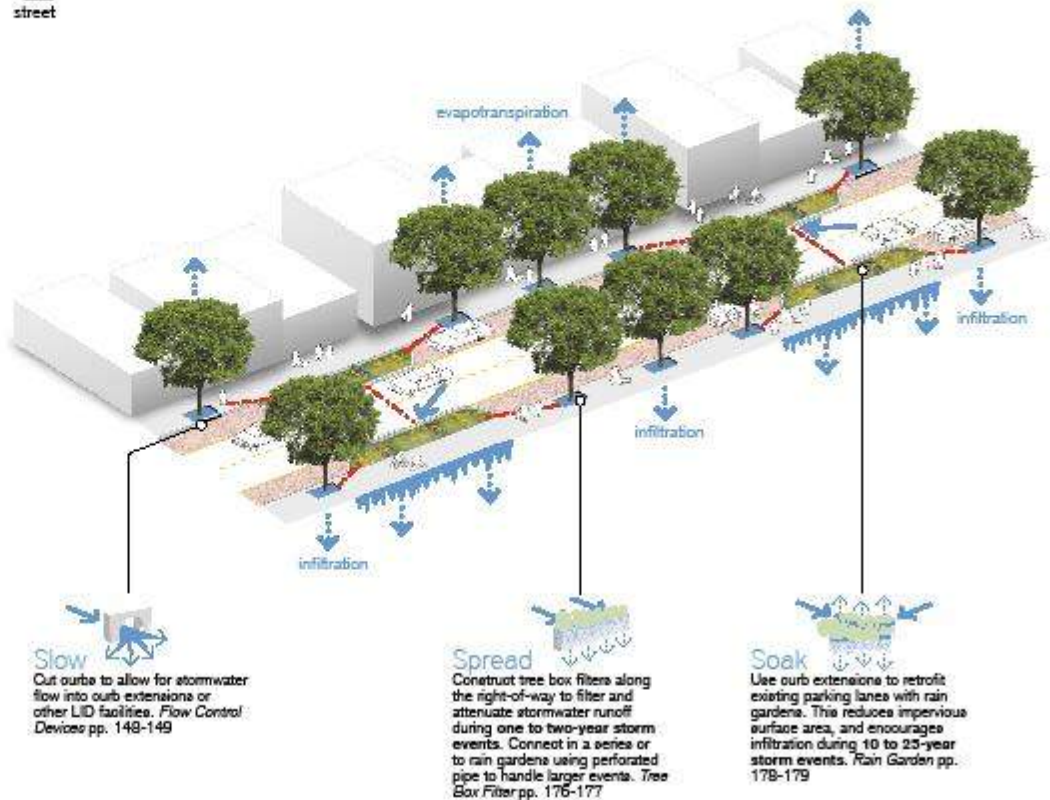 street
evapotranspiration
infiltration
infiltration
infiltration
Slow
Cut curbs to allow for stormwater
flow into curb extensions or
other LID facilities. Flow Control
Devices pp. 148-149
Spread
Construct tree box filters along
the right-of-way to filter and
attenuate stormwater runoff
during one to two-year storm
events. Connect in a series or
to rain gardens using perforated
pipe to handle larger events. Tree
Box Filter pp. 176-177
Soak
Use curb extensions to retrofit
existing parking lanes with rain
gardens. This reduces impervious
surface area, and encourages
infiltration during 10 to 25-year
storm events. Rain Garden pp.
178-179